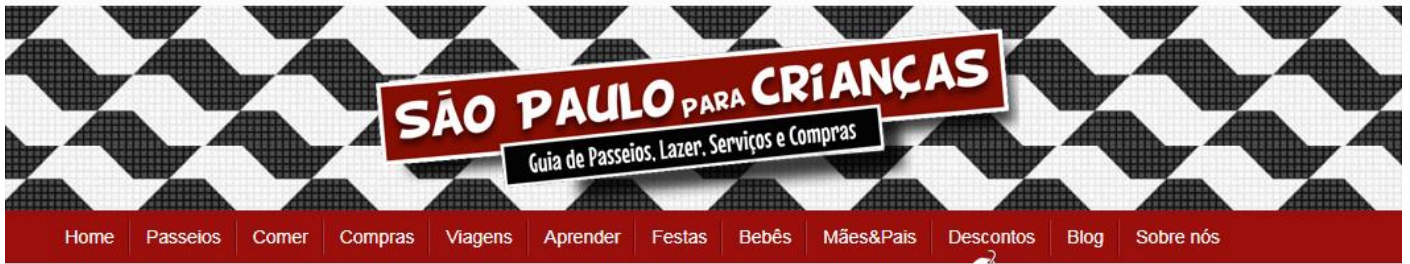 SÃO PAULO PARA CRiANÇAS
Guia de Passeios, Lazer, Serviços e Compras
Home Passeios Comer Compras Viagens Aprender Festas Bebês Mães&Pais Descontos Blog Sobre nós